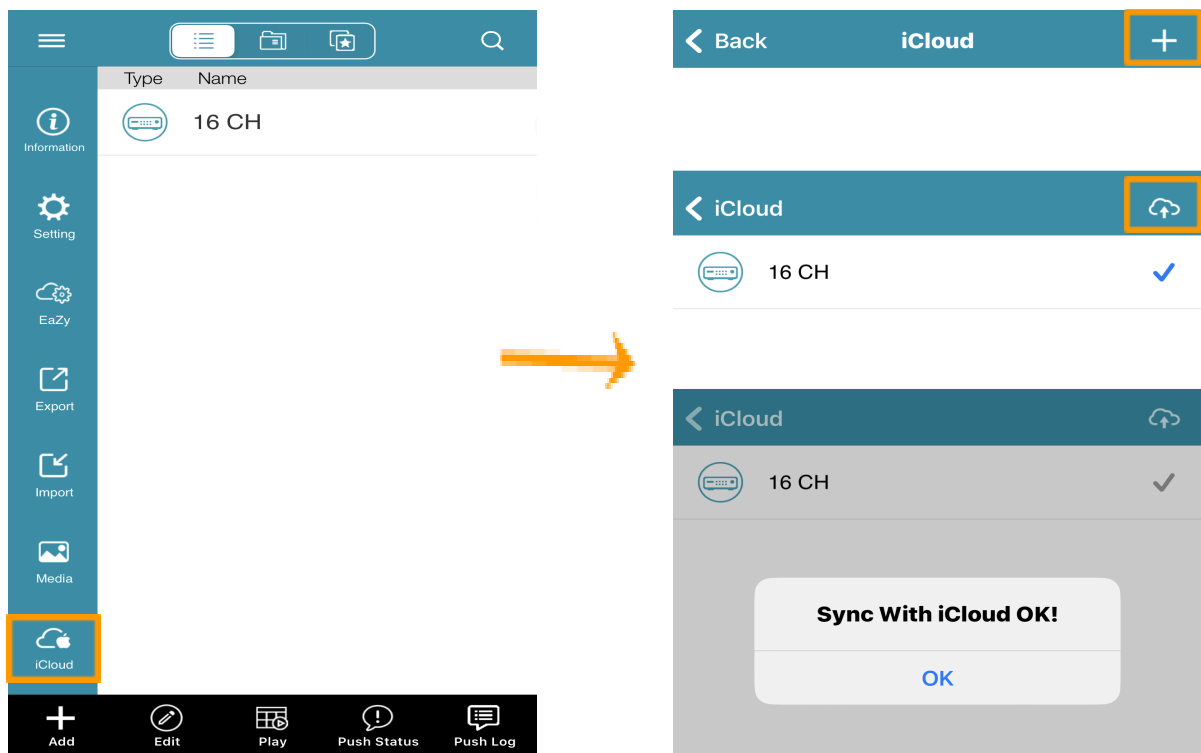 Type Name
16 CH
Information
Setting
EaZy
Export
Import
Media
iCloud
Add Edit Play Push Status Push Log
Back iCloud
iCloud
16 CH
iCloud
16 CH
Sync With iCloud OK!
OK